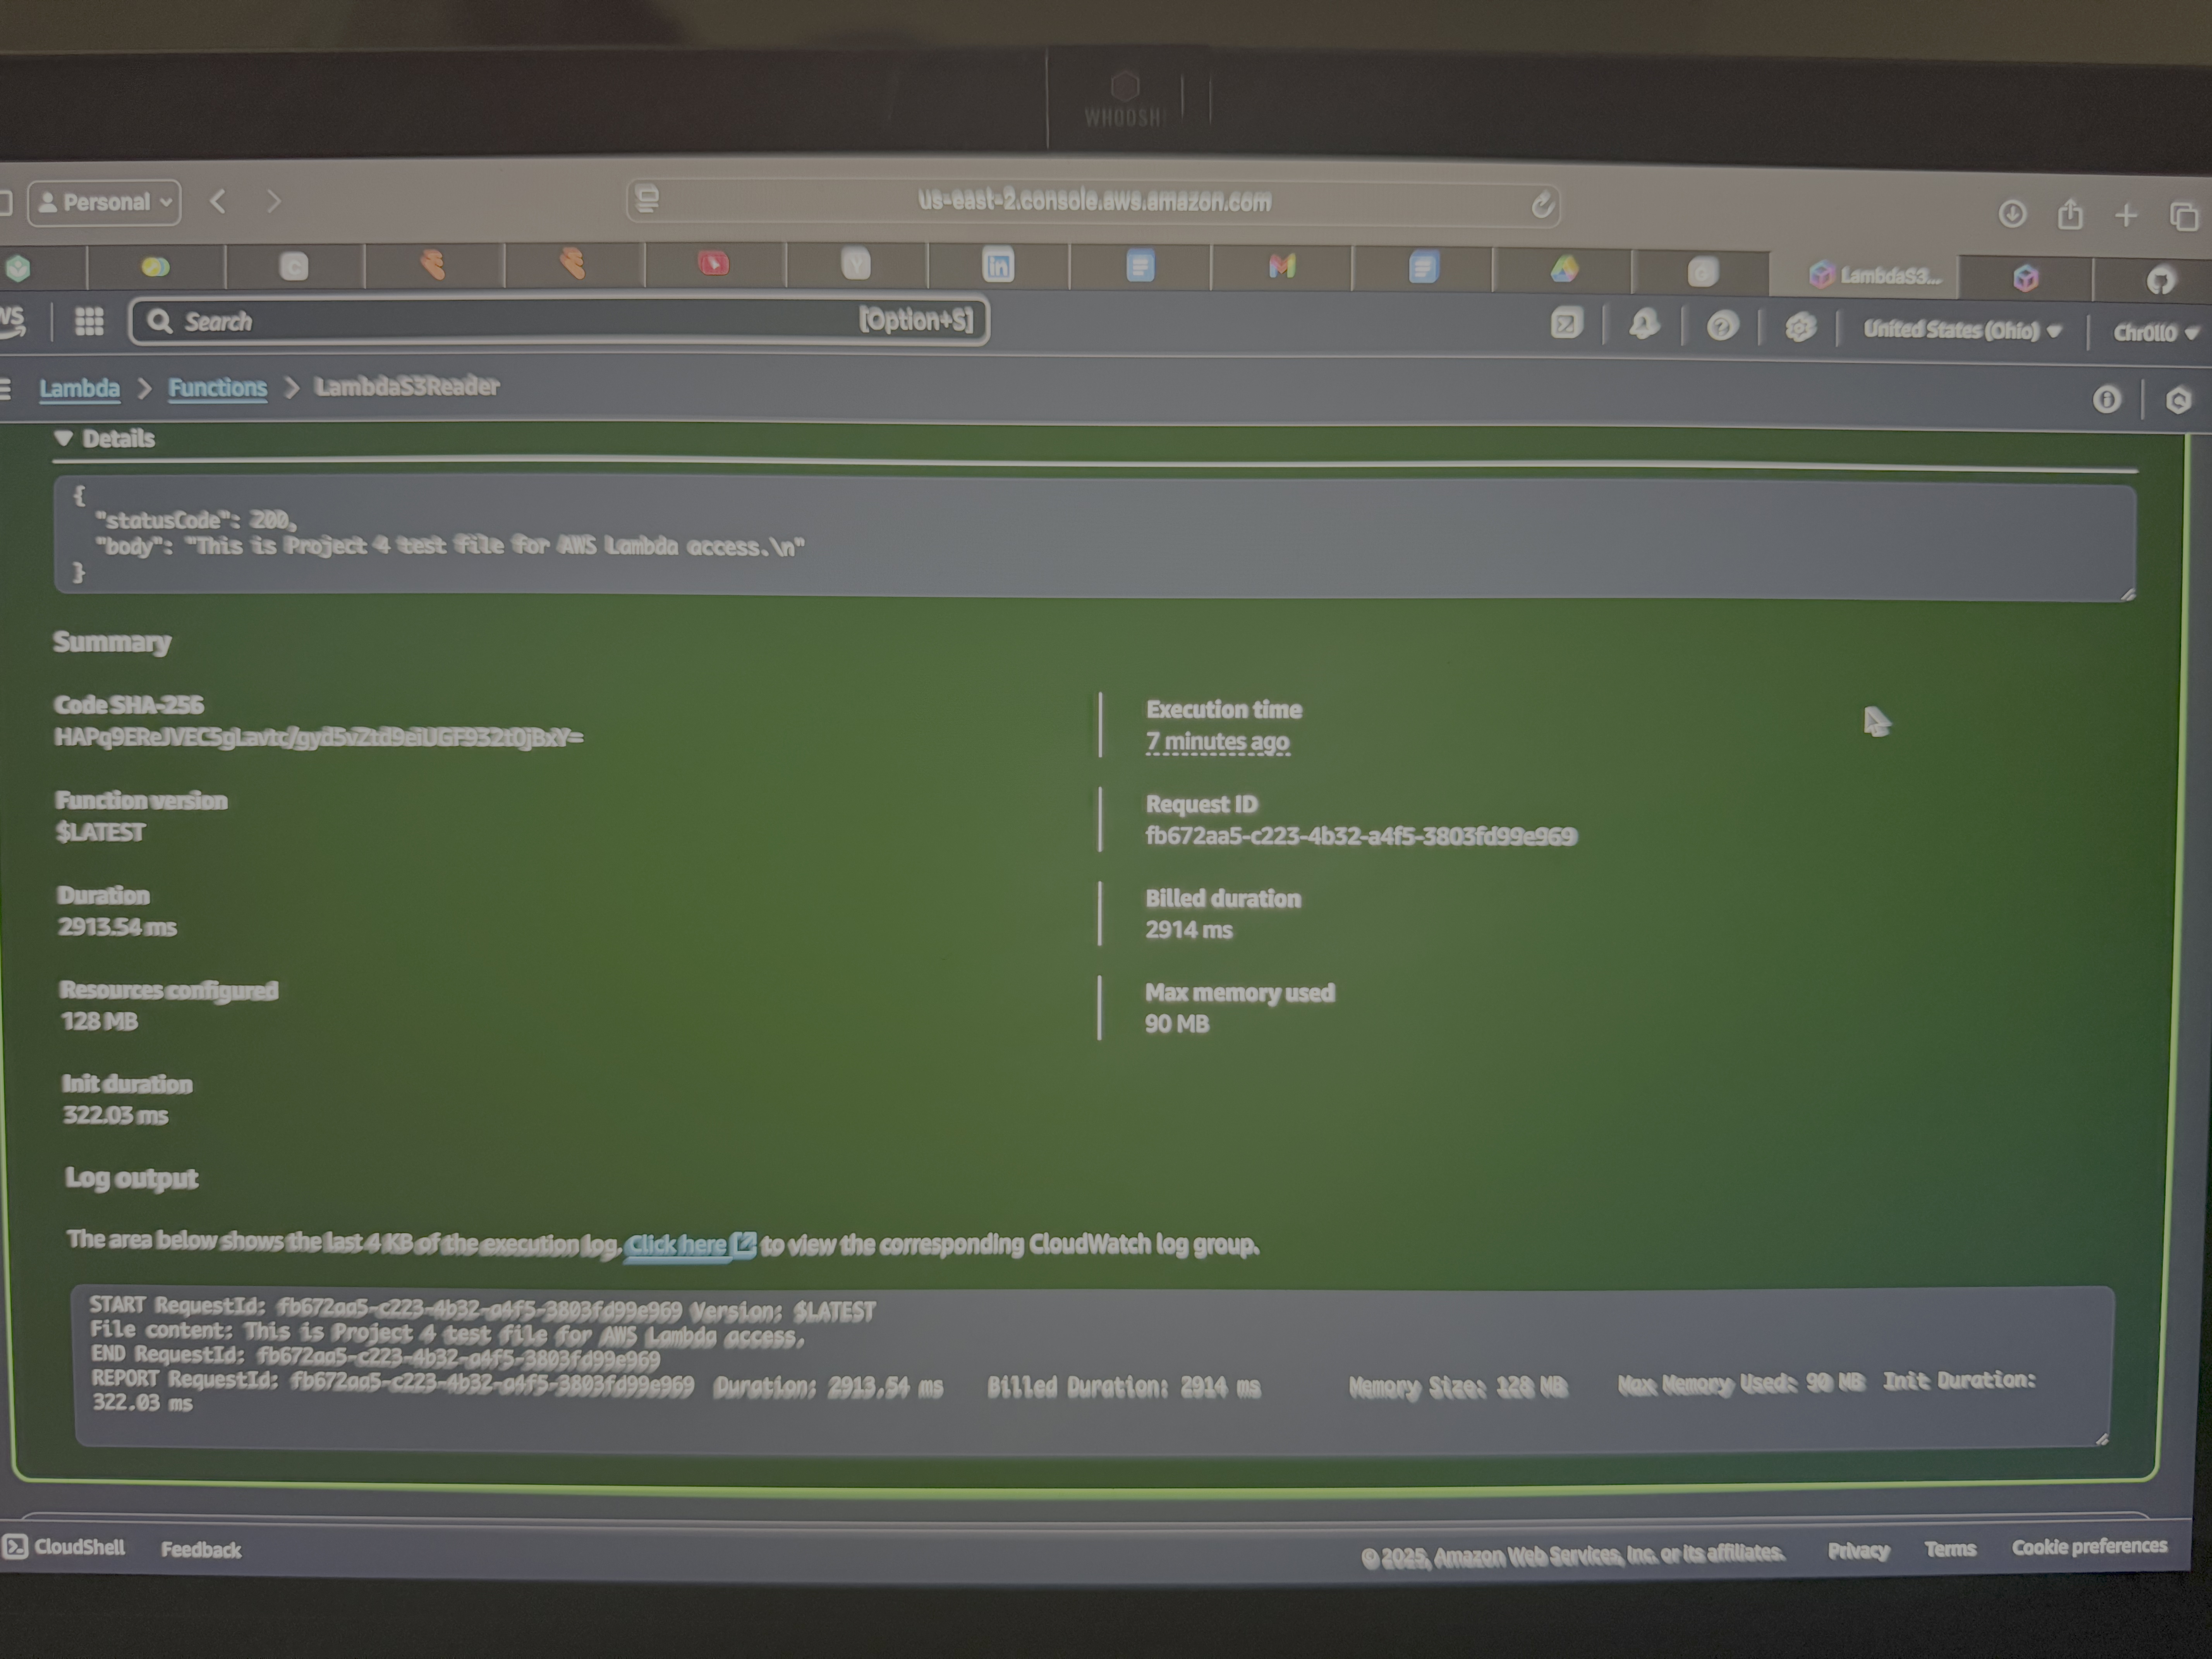 WHOOSH!
Personal
us-east-2.console.aws.amazon.com
LambdaS3...
Search [Option+S]
United States (Ohio)
Chr0ll0
Lambda > Functions > LambdaS3Reader
Details
{
"statusCode": 200,
"body": "This is Project 4 test file for AWS Lambda access.\n"
}
Summary
Code SHA-256
Execution time
7 minutes ago
Function version
$LATEST
Request ID
fb672aa5-c223-4b32-a4f5-3803fd99e969
Duration
2913.54 ms
Billed duration
2914 ms
Resources configured
128 MB
Max memory used
90 MB
Init duration
322.03 ms
Log output
The area below shows the last 4 KB of the execution log. Click here to view the corresponding CloudWatch log group.
START RequestId: fb672aa5-c223-4b32-a4f5-3803fd99e969 Version: $LATEST
File content: This is Project 4 test file for AWS Lambda access.
END RequestId: fb672aa5-c223-4b32-a4f5-3803fd99e969
REPORT RequestId: fb672aa5-c223-4b32-a4f5-3803fd99e969 Duration: 2913.54 ms Billed Duration: 2914 ms Memory Size: 128 MB Max Memory Used: 90 MB Init Duration:
322.03 ms
CloudShell Feedback © 2025, Amazon Web Services, Inc. or its affiliates. Privacy Terms Cookie preferences